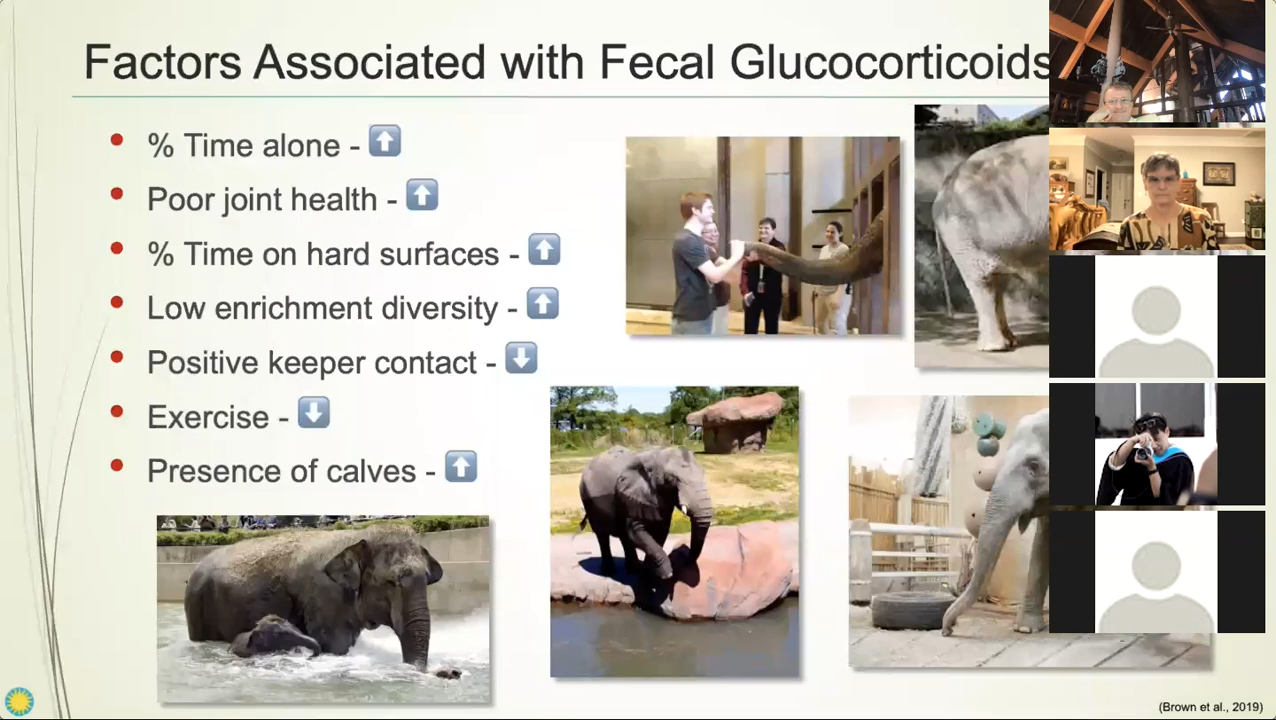 Factors Associated with Fecal Glucocorticoids
% Time alone - ⬆
Poor joint health - ⬆
% Time on hard surfaces - ⬆
Low enrichment diversity - ⬆
Positive keeper contact - ⬇
Exercise - ⬇
Presence of calves - ⬆
(Brown et al., 2019)